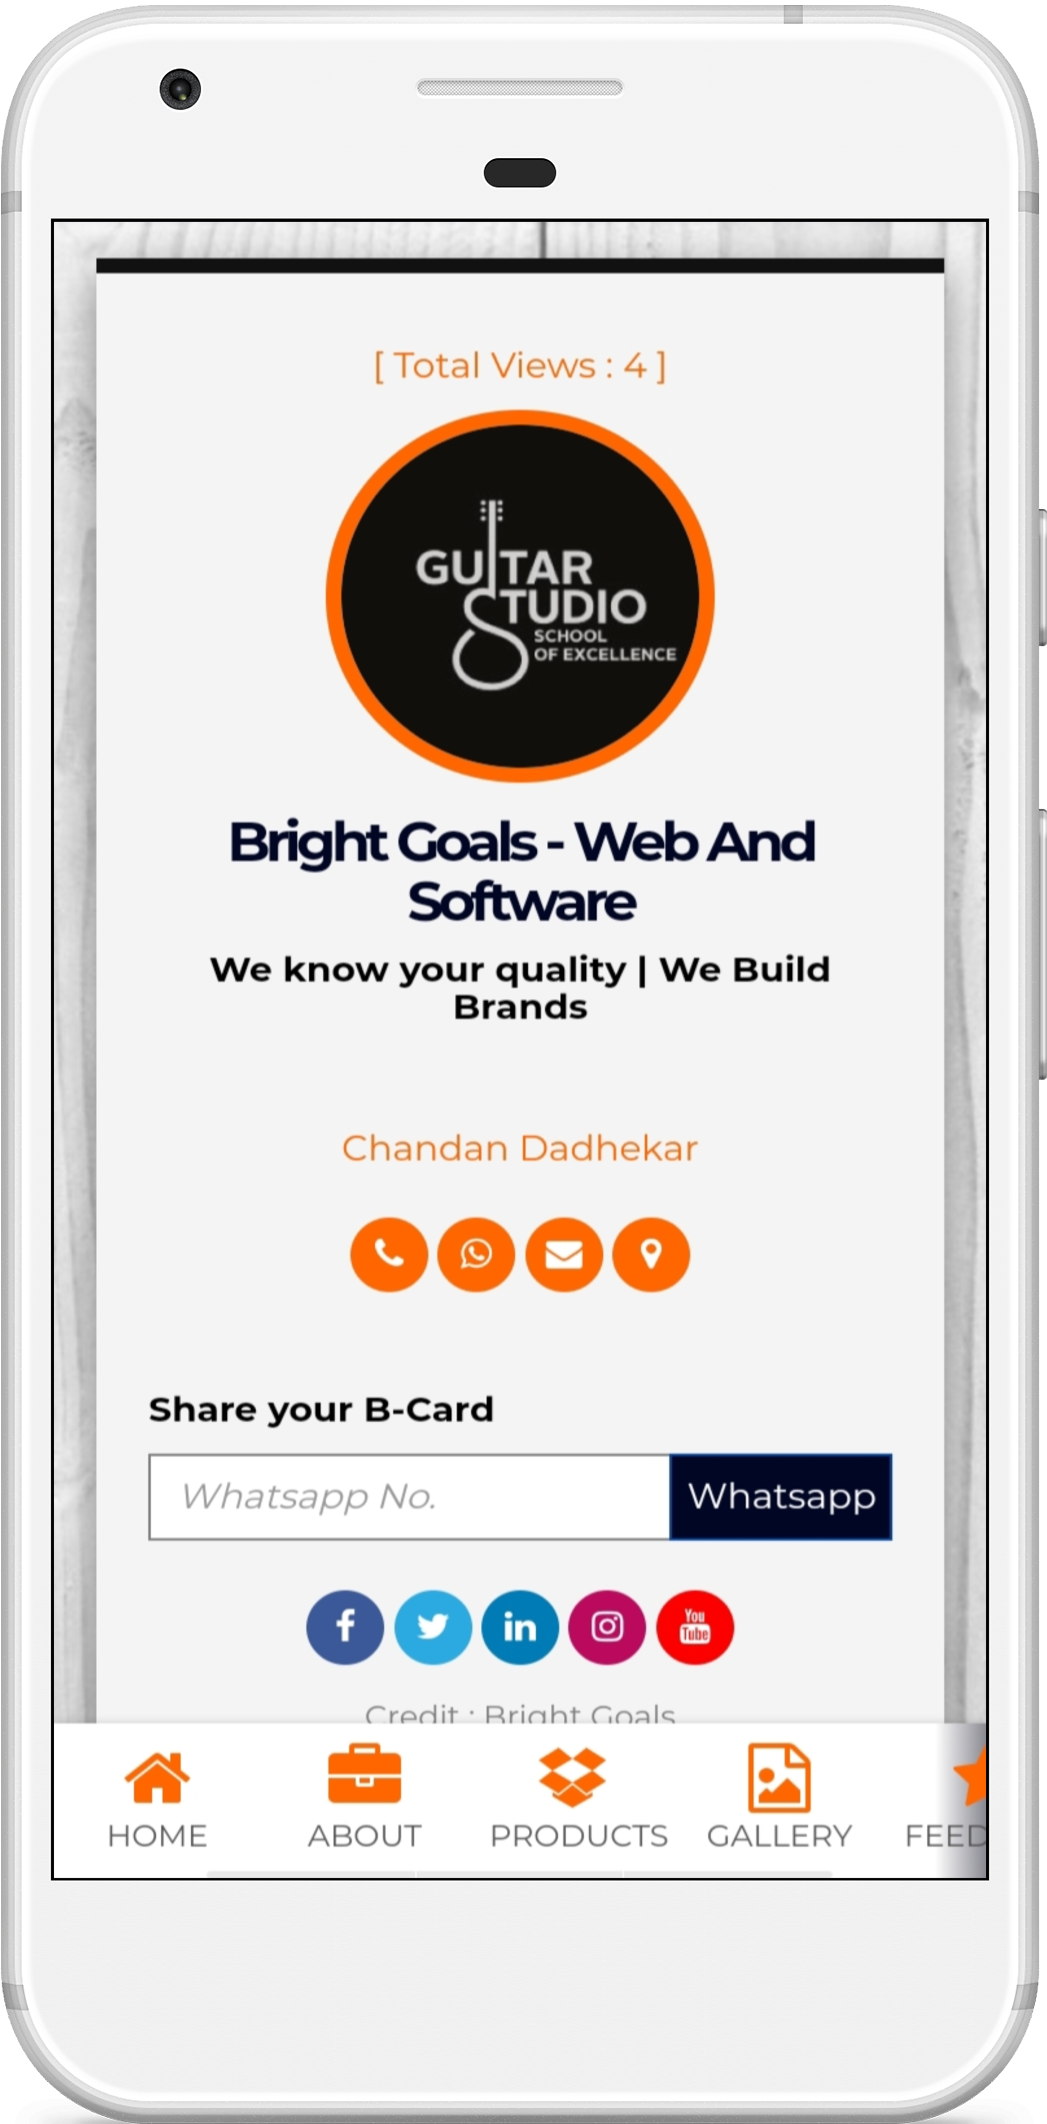 [ Total Views : 4 ]
GUITAR
STUDIO
SCHOOL
OF EXCELLENCE
Bright Goals - Web And
Software
We know your quality | We Build
Brands
Chandan Dadhekar
Share your B-Card
Whatsapp No. Whatsapp
You
Tube
Credit : Bright Goals
HOME ABOUT PRODUCTS GALLERY FEED